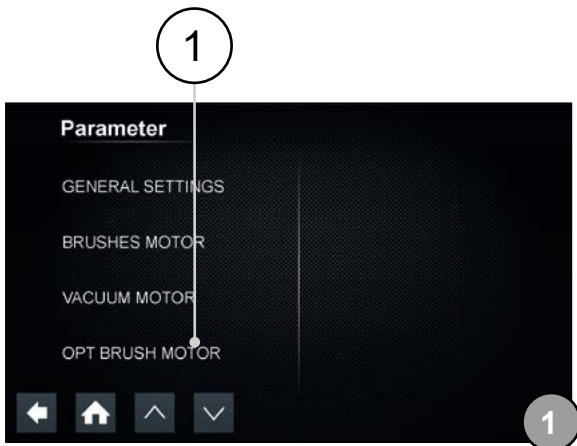 1
Parameter
GENERAL SETTINGS
BRUSHES MOTOR
VACUUM MOTOR
OPT BRUSH MOTOR
1